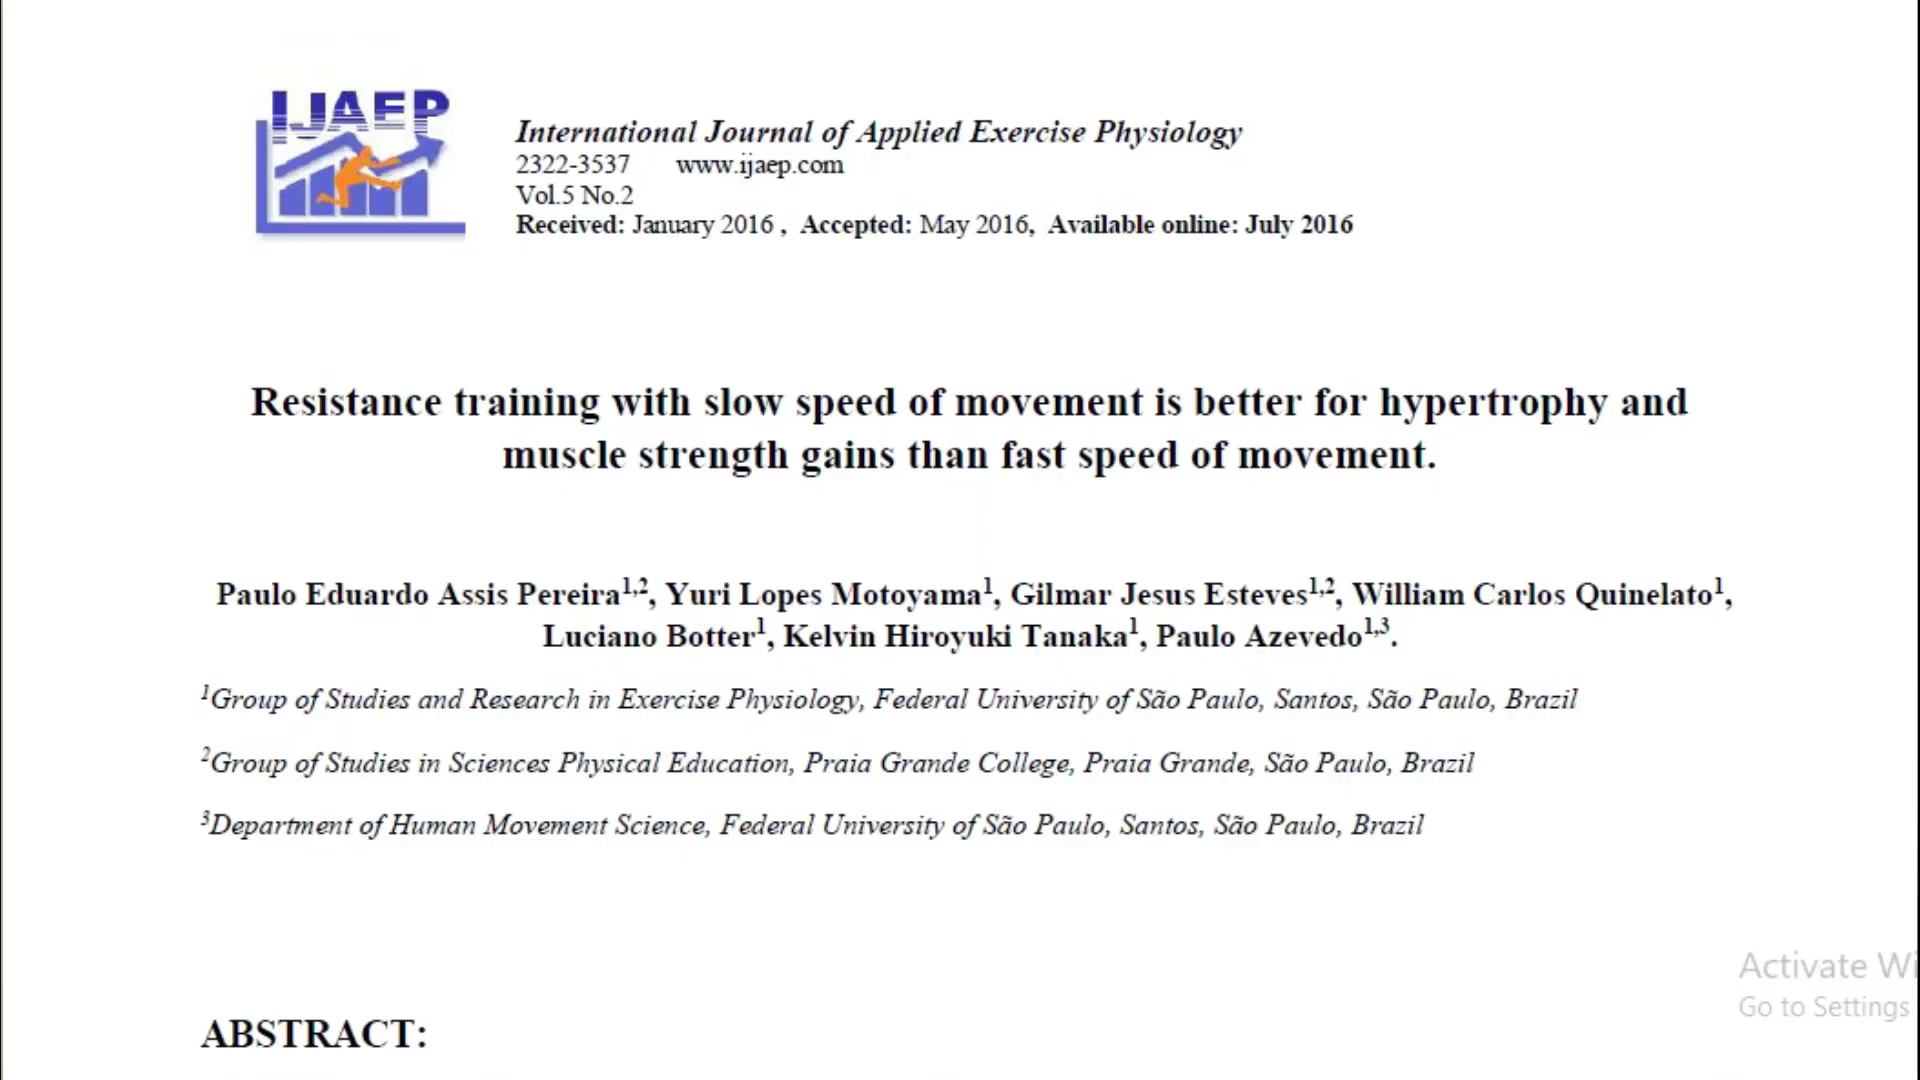 IJAEP
International Journal of Applied Exercise Physiology
2322-3537 www.ijaep.com
Vol.5 No.2
Received: January 2016 , Accepted: May 2016, Available online: July 2016
Resistance training with slow speed of movement is better for hypertrophy and
muscle strength gains than fast speed of movement.
Paulo Eduardo Assis Pereira1,2, Yuri Lopes Motoyama1, Gilmar Jesus Esteves1,2, William Carlos Quinelato1,
Luciano Botter1, Kelvin Hiroyuki Tanaka1, Paulo Azevedo1,3.
1Group of Studies and Research in Exercise Physiology, Federal University of São Paulo, Santos, São Paulo, Brazil
2Group of Studies in Sciences Physical Education, Praia Grande College, Praia Grande, São Paulo, Brazil
3Department of Human Movement Science, Federal University of São Paulo, Santos, São Paulo, Brazil
Activate Wi
Go to Settings
ABSTRACT: